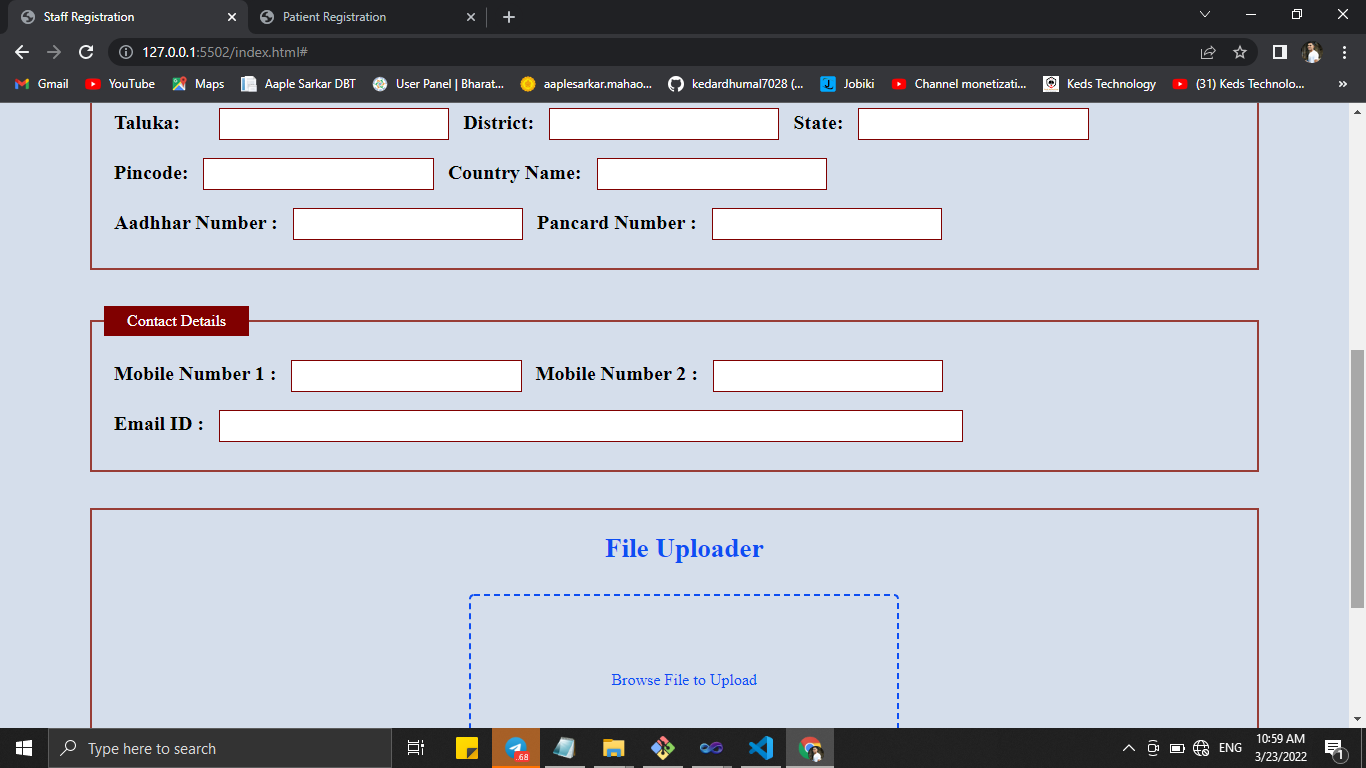 Staff Registration
Patient Registration
127.0.0.1:5502/index.html#
Gmail
YouTube
Maps
Aaple Sarkar DBT
User Panel | Bharat...
aaplesarkar.mahao...
kedardhumal7028 (...
Jobiki
Channel monetizati...
Keds Technology
(31) Keds Technolo...
»
Taluka: District: State:
Pincode: Country Name:
Aadhhar Number : Pancard Number :
Contact Details
Mobile Number 1 : Mobile Number 2 :
Email ID :
File Uploader
Browse File to Upload
Type here to search
.68
ENG
10:59 AM
3/23/2022
1